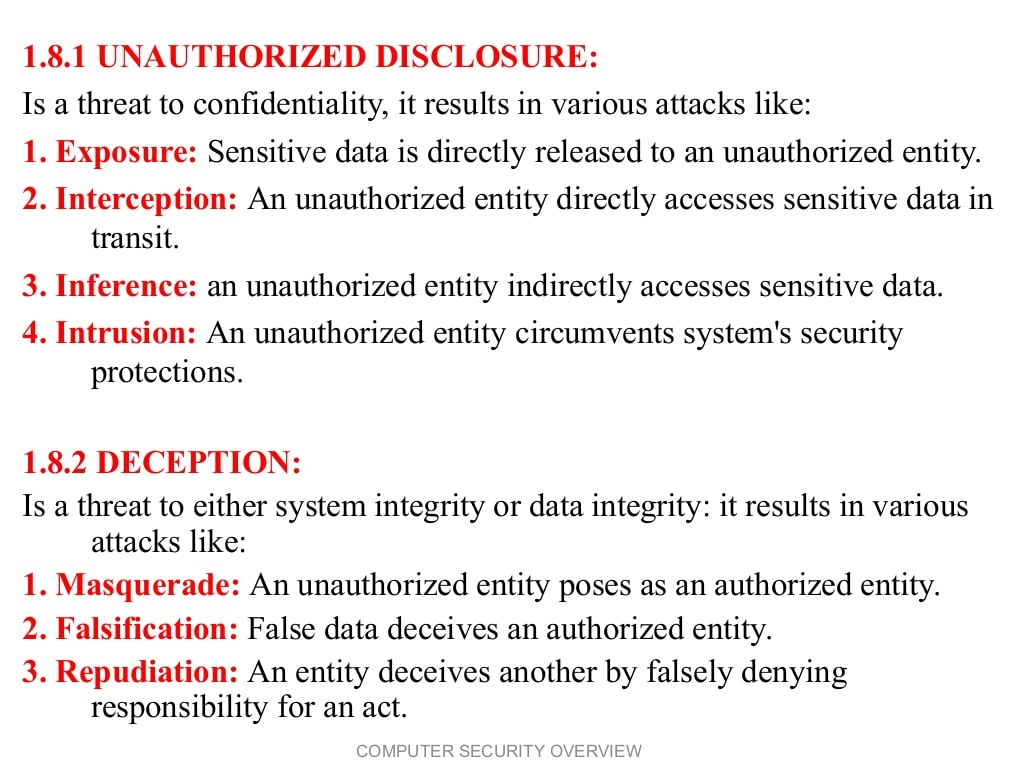 1.8.1 UNAUTHORIZED DISCLOSURE:
Is a threat to confidentiality, it results in various attacks like:
1. Exposure: Sensitive data is directly released to an unauthorized entity.
2. Interception: An unauthorized entity directly accesses sensitive data in
transit.
3. Inference: an unauthorized entity indirectly accesses sensitive data.
4. Intrusion: An unauthorized entity circumvents system's security
protections.
1.8.2 DECEPTION:
Is a threat to either system integrity or data integrity: it results in various
attacks like:
1. Masquerade: An unauthorized entity poses as an authorized entity.
2. Falsification: False data deceives an authorized entity.
3. Repudiation: An entity deceives another by falsely denying
responsibility for an act.
COMPUTER SECURITY OVERVIEW